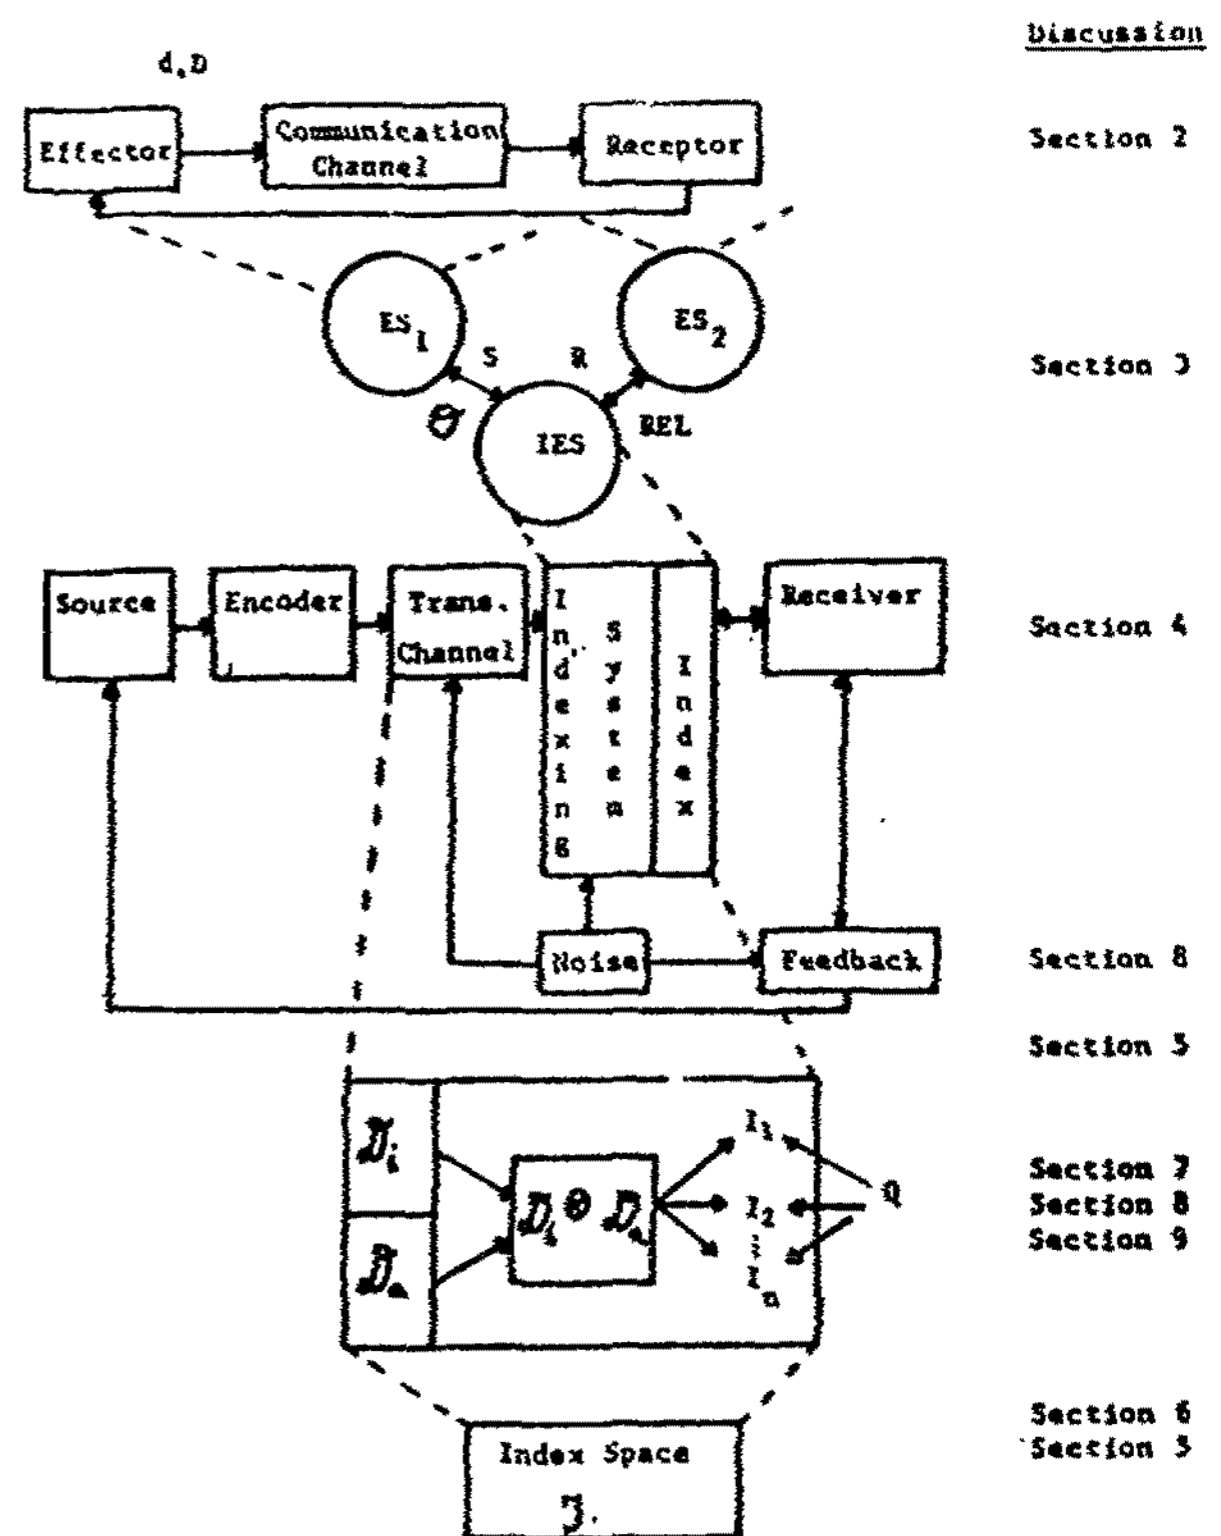 Discussion
d,D
Effector
Communication
Channel
Receptor
Section 2
ES1
ES2
S
R
Section 3
θ
REL
IES
Source
Encoder
Trans.
Channel
Indexing
System
Index
Receiver
Section 4
Noise
Feedback
Section 8
Section 5
I1
Section 7
Q
Section 8
I2
Section 9
n
Section 6
Index Space
Section 5
J.